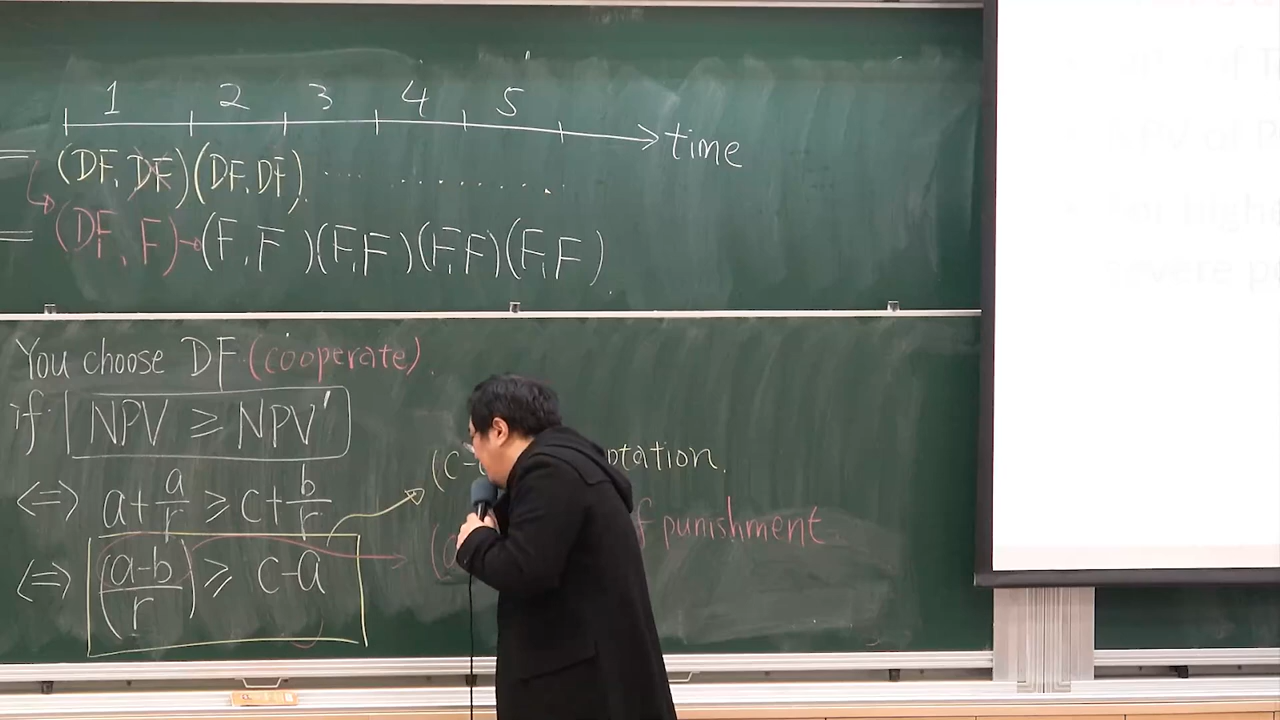 1 2 3 4 5
time
= (DF, DF) (DF, DF) . . . . . . . . . . . .
= (DF, F) → (F, F) (F, F) (F, F) (F, F)
You choose DF (cooperate).
if NPV ≥ NPV'
⟺ a + a/r ≥ c + b/r
⟺ (a-b)/r ≥ c-a
(c- ptation.
f punishment.